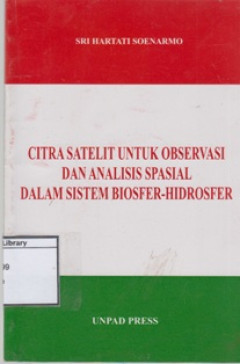 SRI HARTATI SOENARMO
CITRA SATELIT UNTUK OBSERVASI
DAN ANALISIS SPASIAL
DALAM SISTEM BIOSFER-HIDROSFER
Library
UNPAD PRESS